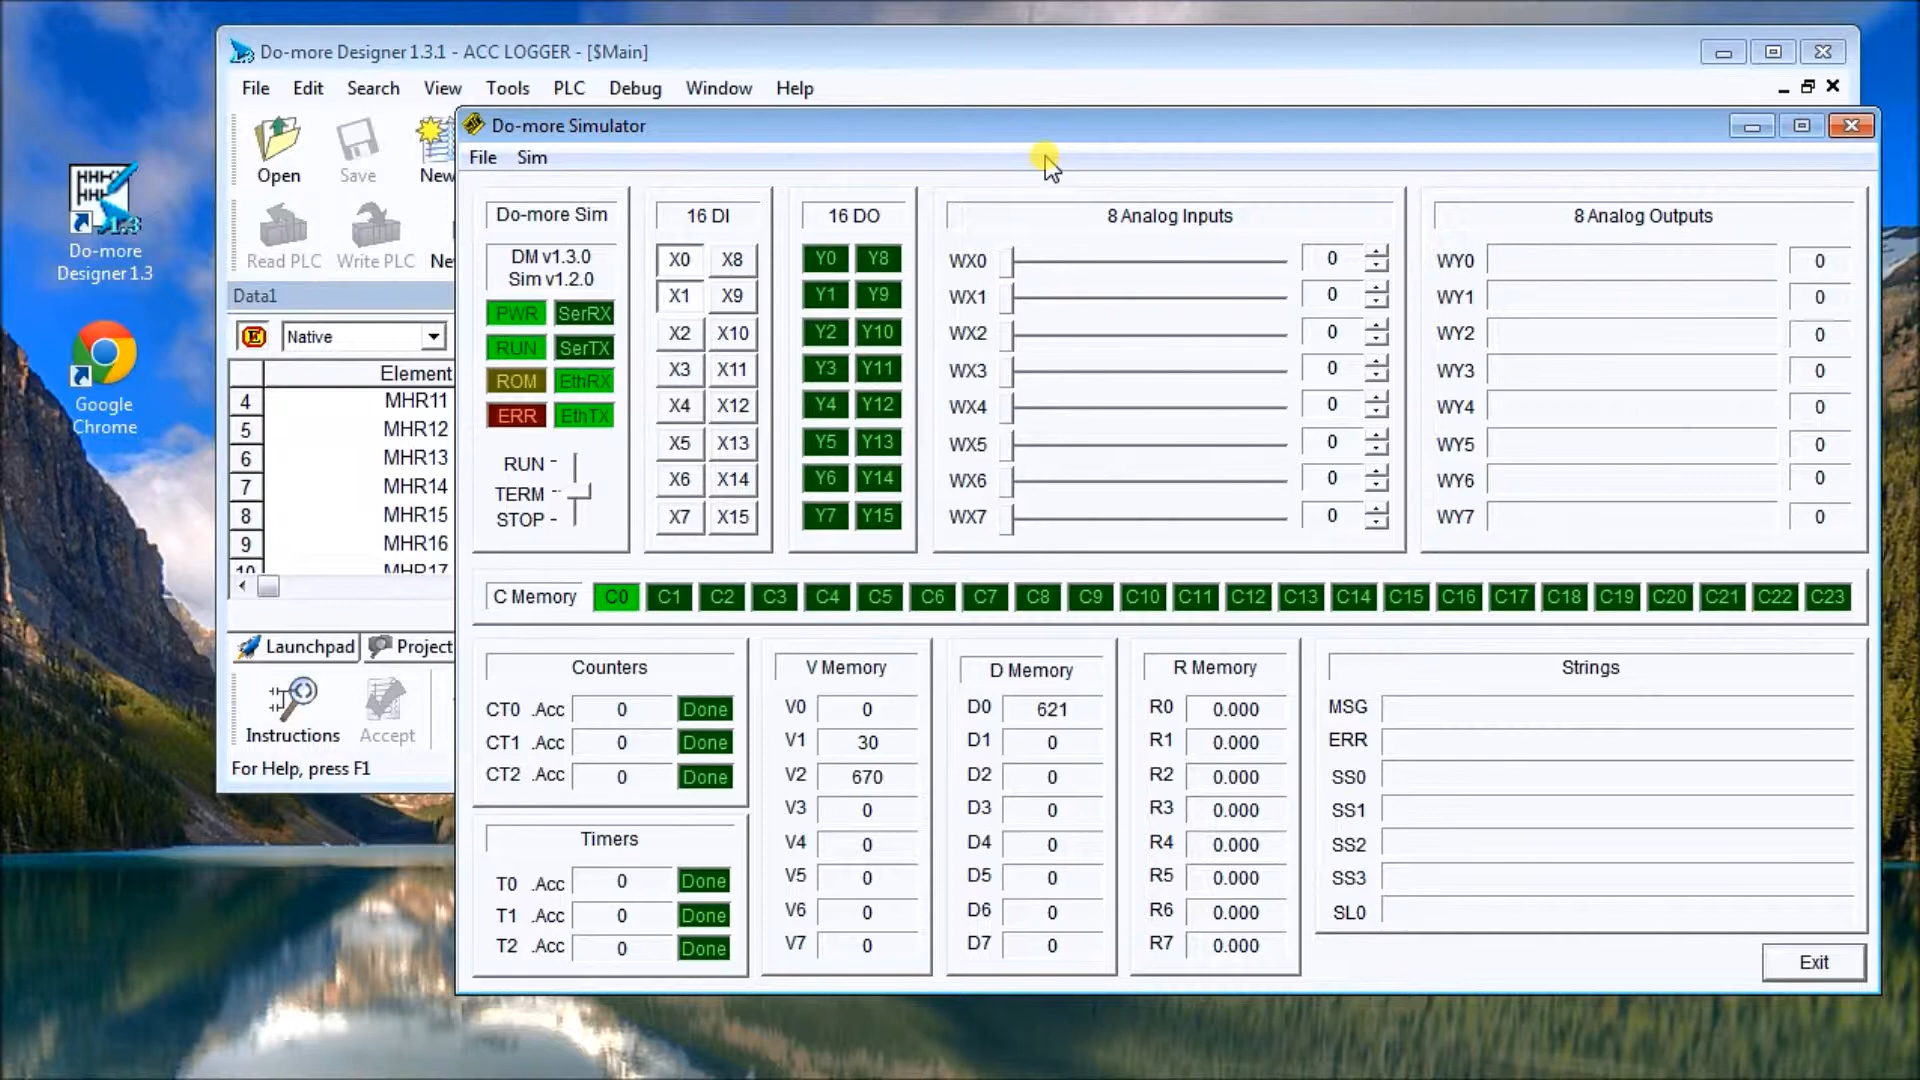 Do-more Designer 1.3.1 - ACC LOGGER - [$Main]
File Edit Search View Tools PLC Debug Window Help
Open Save New
Read PLC Write PLC
Data1
Native
Element
4 MHR11
5 MHR12
6 MHR13
7 MHR14
8 MHR15
9 MHR16
10 MHR17
Launchpad Project
Instructions Accept
For Help, press F1
Do-more
Designer 1.3
Google
Chrome
Do-more Simulator
File Sim
Do-more Sim
DM v1.3.0
Sim v1.2.0
PWR SerRX
RUN SerTX
ROM EthRX
ERR EthTX
RUN
TERM
STOP
16 DI
X0 X8
X1 X9
X2 X10
X3 X11
X4 X12
X5 X13
X6 X14
X7 X15
16 DO
Y0 Y8
Y1 Y9
Y2 Y10
Y3 Y11
Y4 Y12
Y5 Y13
Y6 Y14
Y7 Y15
8 Analog Inputs
WX0 0
WX1 0
WX2 0
WX3 0
WX4 0
WX5 0
WX6 0
WX7 0
8 Analog Outputs
WY0 0
WY1 0
WY2 0
WY3 0
WY4 0
WY5 0
WY6 0
WY7 0
C Memory C0 C1 C2 C3 C4 C5 C6 C7 C8 C9 C10 C11 C12 C13 C14 C15 C16 C17 C18 C19 C20 C21 C22 C23
Counters
CT0 .Acc 0 Done
CT1 .Acc 0 Done
CT2 .Acc 0 Done
Timers
T0 .Acc 0 Done
T1 .Acc 0 Done
T2 .Acc 0 Done
V Memory
V0 0
V1 30
V2 670
V3 0
V4 0
V5 0
V6 0
V7 0
D Memory
D0 621
D1 0
D2 0
D3 0
D4 0
D5 0
D6 0
D7 0
R Memory
R0 0.000
R1 0.000
R2 0.000
R3 0.000
R4 0.000
R5 0.000
R6 0.000
R7 0.000
Strings
MSG
ERR
SS0
SS1
SS2
SS3
SL0
Exit